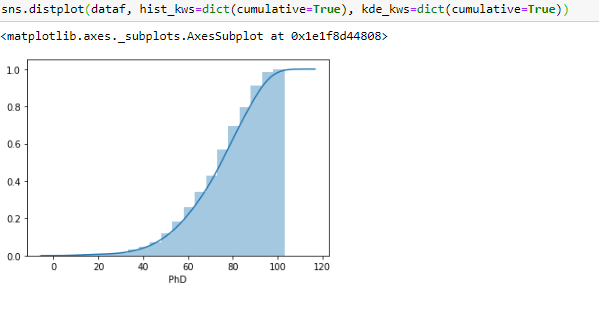 sns.distplot(dataf, hist_kws=dict(cumulative=True), kde_kws=dict(cumulative=True))
<matplotlib.axes._subplots.AxesSubplot at 0x1e1f8d44808>
1.0
0.8
0.6
0.4
0.2
0.0
0 20 40 60 80 100 120
PhD